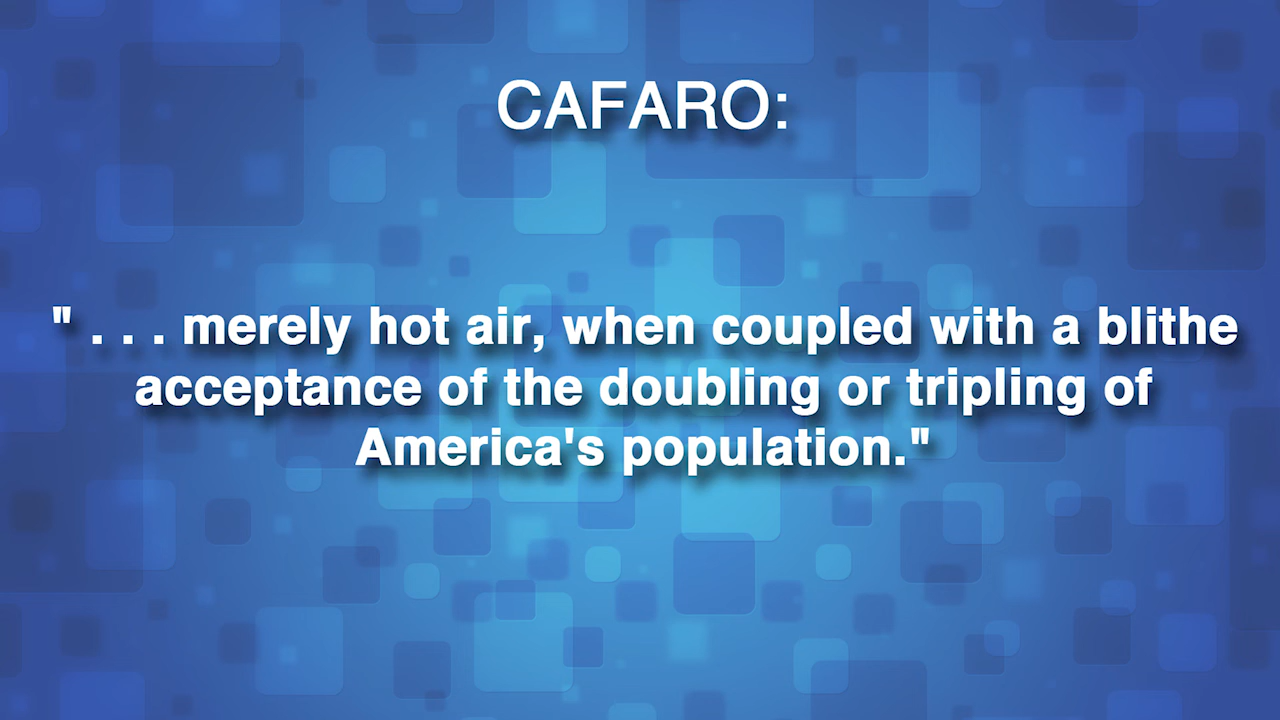 CAFARO:
" . . . merely hot air, when coupled with a blithe
acceptance of the doubling or tripling of
America's population."